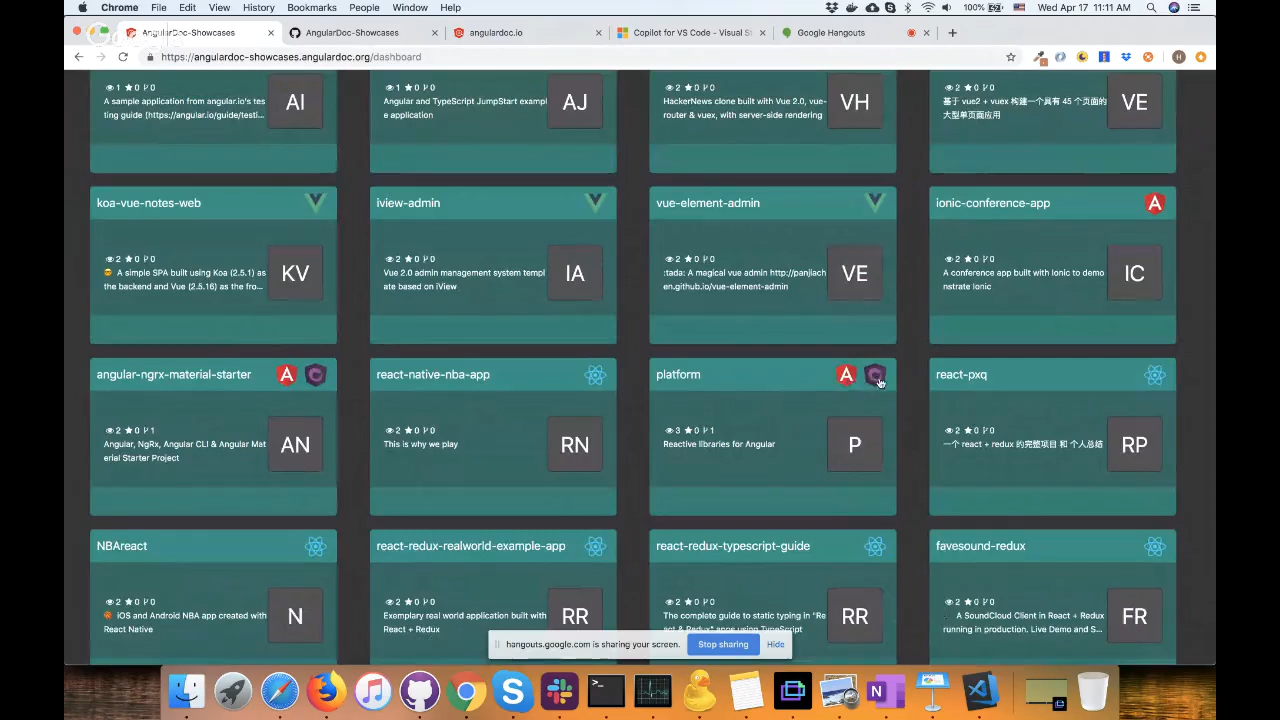 Chrome File Edit View History Bookmarks People Window Help
100% Wed Apr 17 11:11 AM
AngularDoc-Showcases
AngularDoc-Showcases
angulardoc.io
Copilot for VS Code - Visual St
Google Hangouts
https://angulardoc-showcases.angulardoc.org/dashboard
H
1 0 0
A sample application from angular.io's tes
ting guide (https://angular.io/guide/testi...
AI
1 0 0
Angular and TypeScript JumpStart exampl
e application
AJ
2 0 0
HackerNews clone built with Vue 2.0, vue-
router & vuex, with server-side rendering
VH
2 0 0
基于 vue2 + vuex 构建一个具有 45 个页面的
大型单页面应用
VE
koa-vue-notes-web
2 0 0
A simple SPA built using Koa (2.5.1) as
the backend and Vue (2.5.16) as the fro...
KV
iview-admin
2 0 0
Vue 2.0 admin management system templ
ate based on iView
IA
vue-element-admin
2 0 0
:tada: A magical vue admin http://panjiach
en.github.io/vue-element-admin
VE
ionic-conference-app
2 0 0
A conference app built with Ionic to demo
nstrate Ionic
IC
angular-ngrx-material-starter
2 0 1
Angular, NgRx, Angular CLI & Angular Mat
erial Starter Project
AN
react-native-nba-app
2 0 0
This is why we play
RN
platform
3 0 1
Reactive libraries for Angular
P
react-pxq
2 0 0
一个 react + redux 的完整项目 和 个人总结
RP
NBAreact
2 0 0
iOS and Android NBA app created with
React Native
N
react-redux-realworld-example-app
2 0 0
Exemplary real world application built with
React + Redux
RR
react-redux-typescript-guide
2 0 0
The complete guide to static typing in "Re
act & Redux" apps using TypeScript
RR
favesound-redux
2 0 0
A SoundCloud Client in React + Redux
running in production. Live Demo and S...
FR
hangouts.google.com is sharing your screen.
Stop sharing
Hide